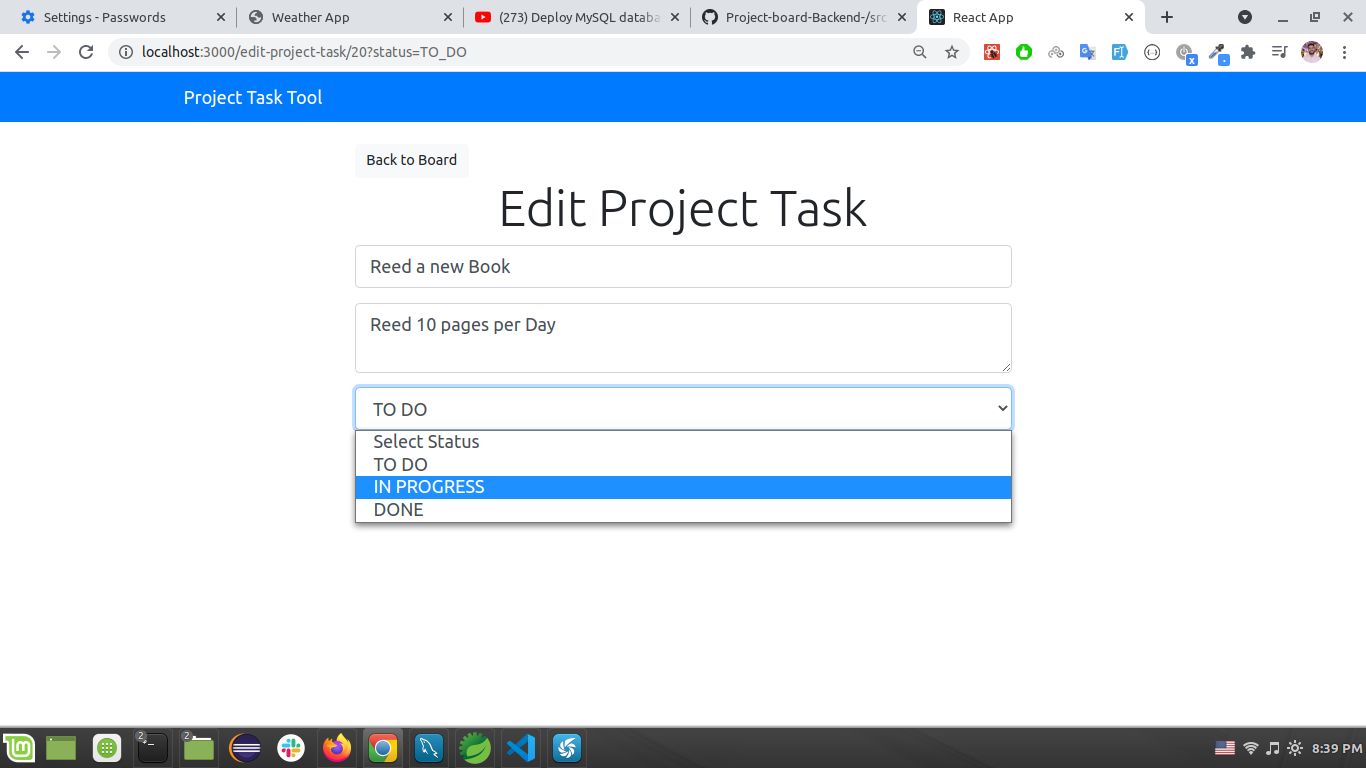 Settings - Passwords
Weather App
(273) Deploy MySQL databa
Project-board-Backend-/src
React App
localhost:3000/edit-project-task/20?status=TO_DO
Project Task Tool
Back to Board
Edit Project Task
Reed a new Book
Reed 10 pages per Day
TO DO
Select Status
TO DO
IN PROGRESS
DONE
2
2
8:39 PM